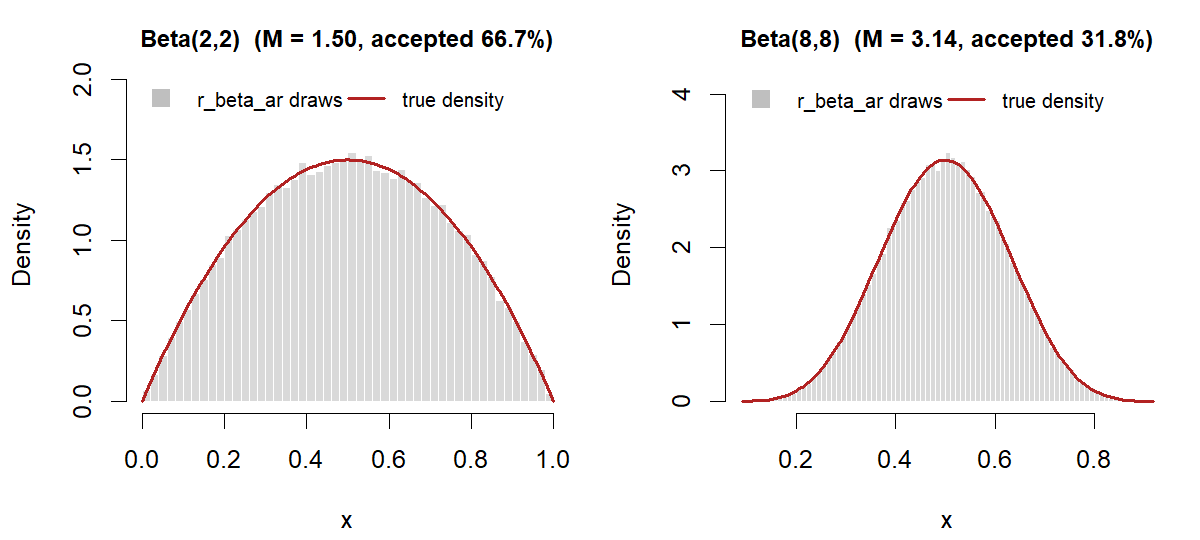 Beta(2,2)  (M = 1.50, accepted 66.7%)
r_beta_ar draws
true density
Density
0.0
0.5
1.0
1.5
2.0
0.0 0.2 0.4 0.6 0.8 1.0
x
Beta(8,8)  (M = 3.14, accepted 31.8%)
r_beta_ar draws
true density
Density
0
1
2
3
4
0.2 0.4 0.6 0.8
x